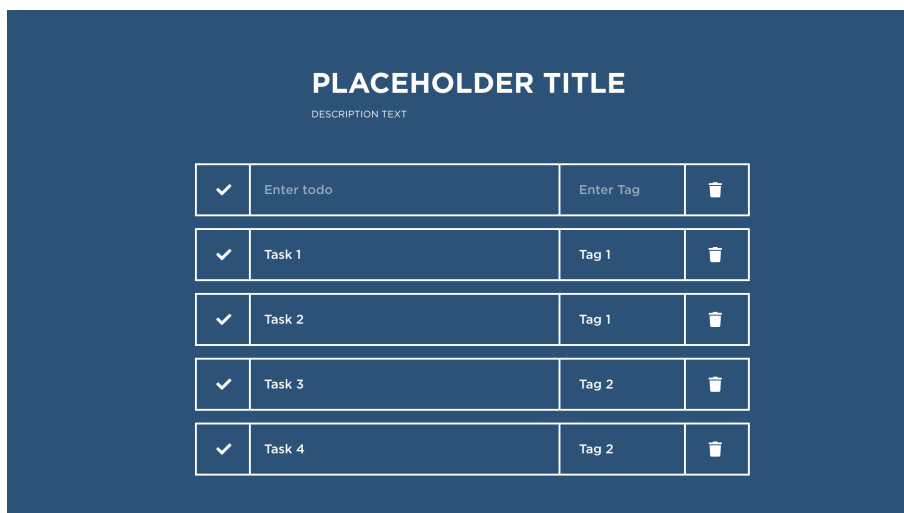 PLACEHOLDER TITLE
DESCRIPTION TEXT
Enter todo Enter Tag
Task 1 Tag 1
Task 2 Tag 1
Task 3 Tag 2
Task 4 Tag 2